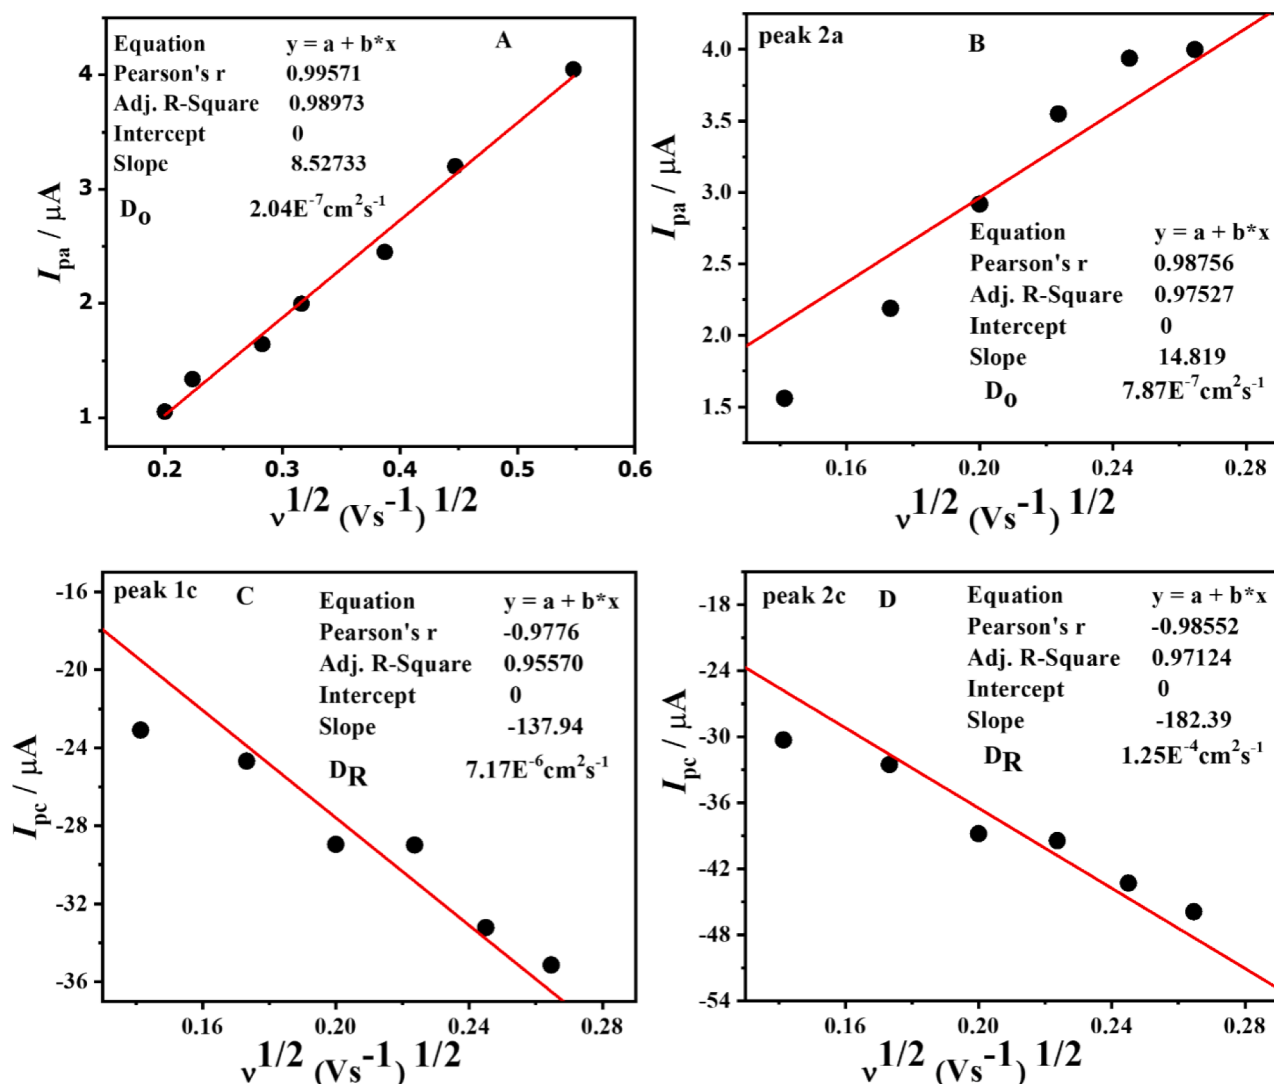 A
Equation y = a + b*x
Pearson's r 0.99571
Adj. R-Square 0.98973
Intercept 0
Slope 8.52733
Do 2.04E-7cm2s-1
Ipa / μA
4
3
2
1
0.2 0.3 0.4 0.5 0.6
ν1/2 (Vs-1) 1/2
peak 2a B
Equation y = a + b*x
Pearson's r 0.98756
Adj. R-Square 0.97527
Intercept 0
Slope 14.819
Do 7.87E-7cm2s-1
Ipa / μA
4.0
3.5
3.0
2.5
2.0
1.5
0.16 0.20 0.24 0.28
ν1/2 (Vs-1) 1/2
peak 1c C
Equation y = a + b*x
Pearson's r -0.9776
Adj. R-Square 0.95570
Intercept 0
Slope -137.94
DR 7.17E-6cm2s-1
Ipc / μA
-16
-20
-24
-28
-32
-36
0.16 0.20 0.24 0.28
ν1/2 (Vs-1) 1/2
peak 2c D
Equation y = a + b*x
Pearson's r -0.98552
Adj. R-Square 0.97124
Intercept 0
Slope -182.39
DR 1.25E-4cm2s-1
Ipc / μA
-18
-24
-30
-36
-42
-48
-54
0.16 0.20 0.24 0.28
ν1/2 (Vs-1) 1/2